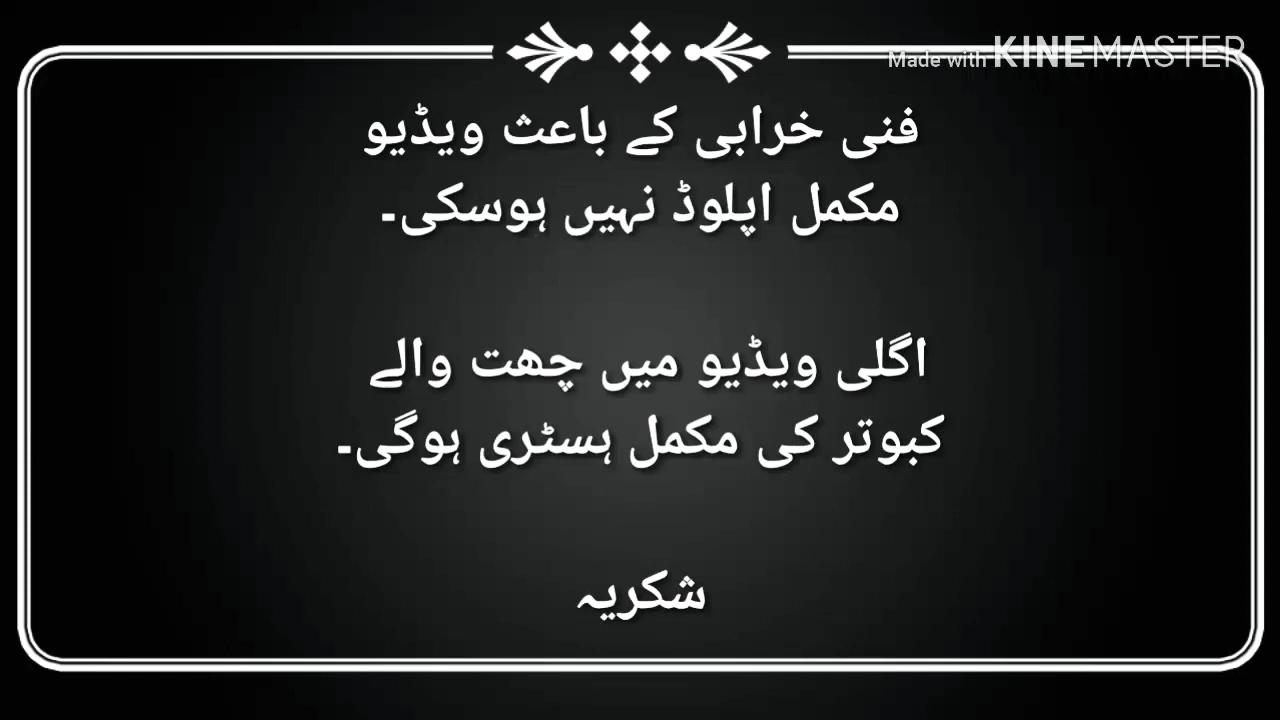 Made with KINEMASTER
فنی خرابی کے باعث ویڈیو
مکمل اپلوڈ نہیں ہوسکی۔
اگلی ویڈیو میں چھت والے
کبوتر کی مکمل ہسٹری ہوگی۔
شکریہ